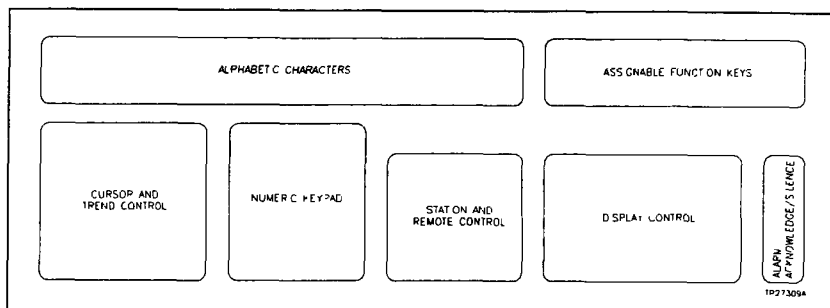 ALPHABETIC CHARACTERS
ASSIGNABLE FUNCTION KEYS
CURSOR AND
TREND CONTROL
NUMERIC KEYPAD
STATION AND
REMOTE CONTROL
DISPLAY CONTROL
ALARM
ACKNOWLEDGE/SILENCE
TP27309A